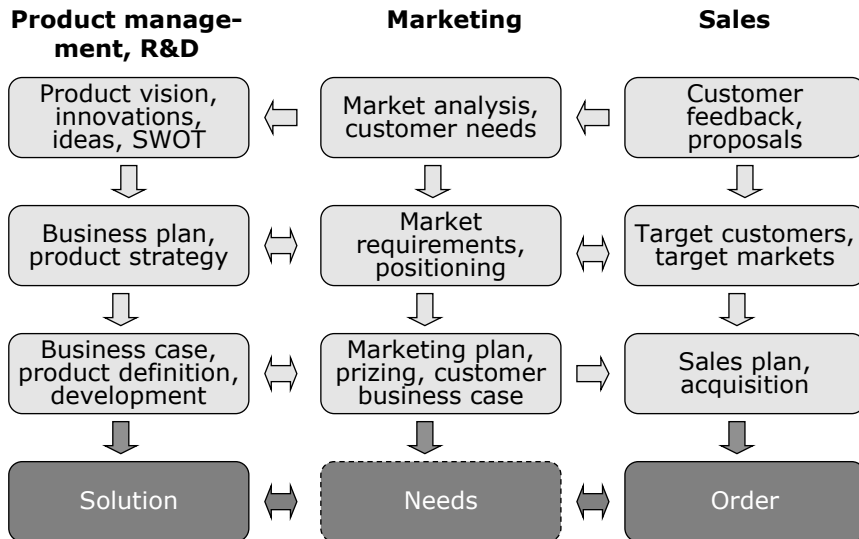 Product manage-
ment, R&D
Marketing
Sales
Product vision,
innovations,
ideas, SWOT
Market analysis,
customer needs
Customer
feedback,
proposals
Business plan,
product strategy
Market
requirements,
positioning
Target customers,
target markets
Business case,
product definition,
development
Marketing plan,
prizing, customer
business case
Sales plan,
acquisition
Solution
Needs
Order